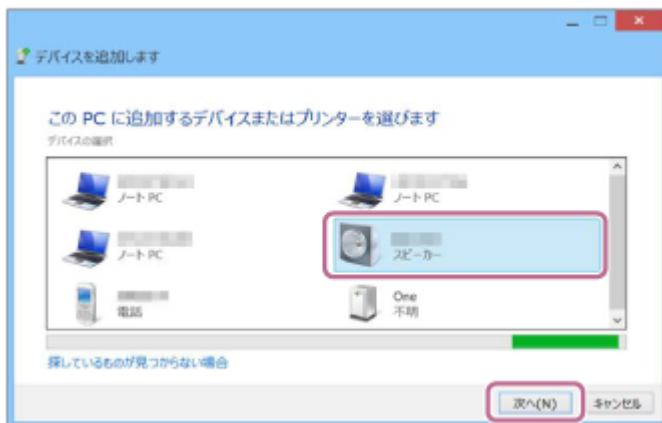 デバイスを追加します
この PC に追加するデバイスまたはプリンターを選びます
デバイスの選択
ノート PC
ノート PC
ノート PC
スピーカー
電話
One
不明
探しているものが見つからない場合
次へ(N)
キャンセル